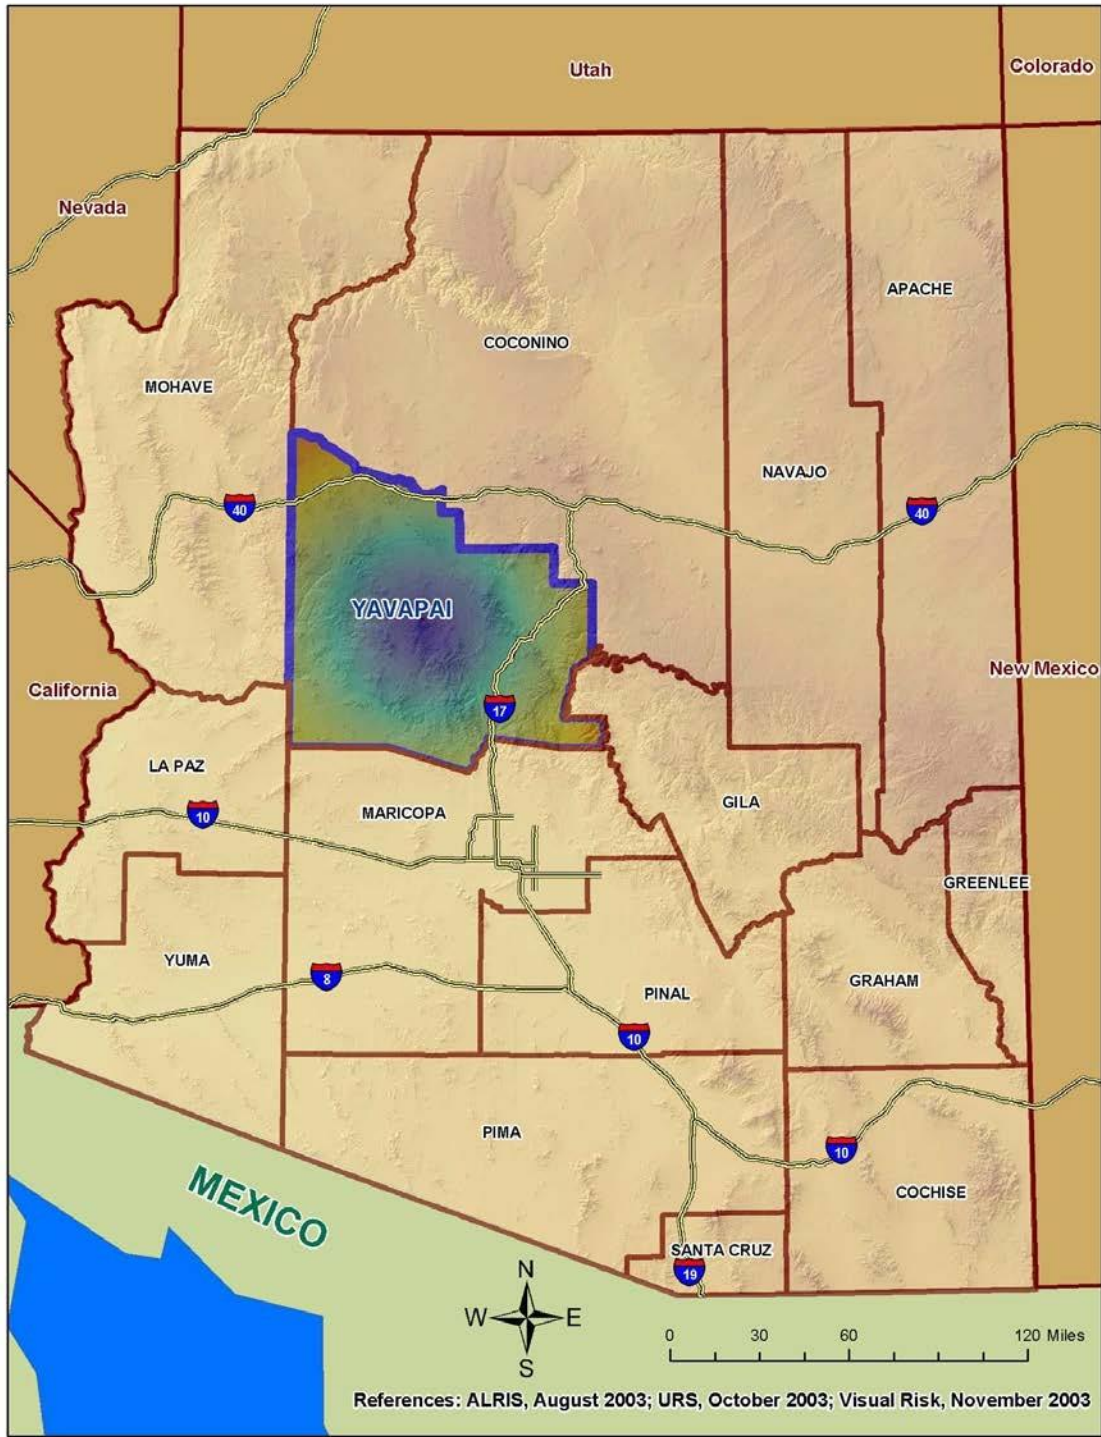 Utah
Colorado
Nevada
APACHE
COCONINO
MOHAVE
NAVAJO
40
40
YAVAPAI
New Mexico
California
17
LA PAZ
GILA
10
MARICOPA
GREENLEE
YUMA
8
GRAHAM
PINAL
10
PIMA
10
COCHISE
MEXICO
SANTA CRUZ
19
N
W E
S
0 30 60 120 Miles
References: ALRIS, August 2003; URS, October 2003; Visual Risk, November 2003